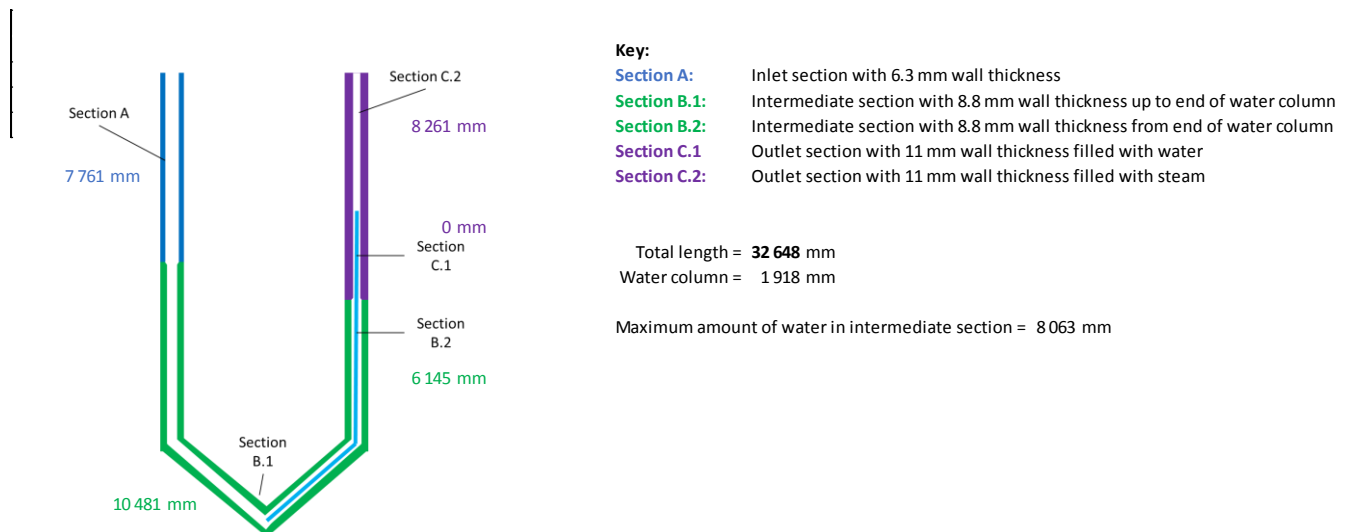 Section C.2
8 261 mm
Section A
7 761 mm
0 mm
Section
C.1
Section
B.2
6 145 mm
Section
B.1
10 481 mm
Key:
Section A: Inlet section with 6.3 mm wall thickness
Section B.1: Intermediate section with 8.8 mm wall thickness up to end of water column
Section B.2: Intermediate section with 8.8 mm wall thickness from end of water column
Section C.1 Outlet section with 11 mm wall thickness filled with water
Section C.2: Outlet section with 11 mm wall thickness filled with steam
Total length = 32 648 mm
Water column = 1 918 mm
Maximum amount of water in intermediate section = 8 063 mm